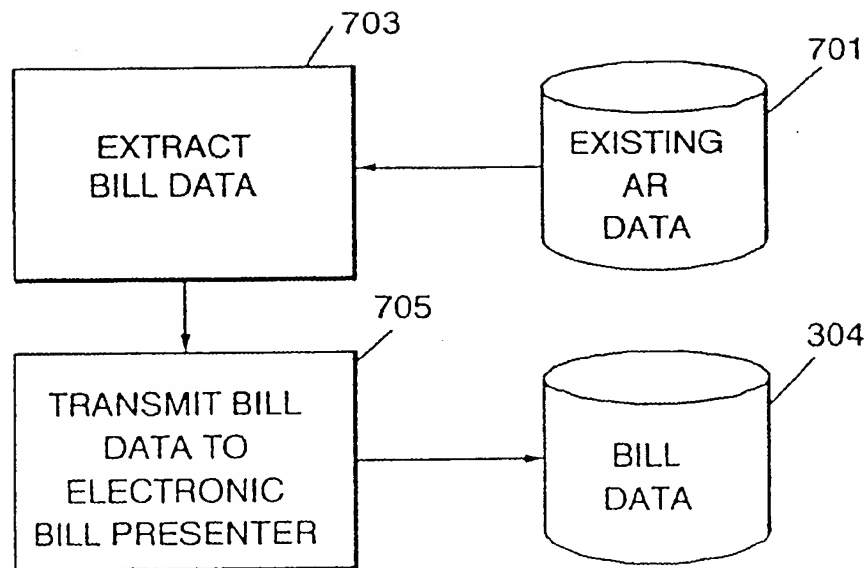 703
701
EXTRACT
BILL DATA
EXISTING
AR
DATA
705
304
TRANSMIT BILL
DATA TO
ELECTRONIC
BILL PRESENTER
BILL
DATA